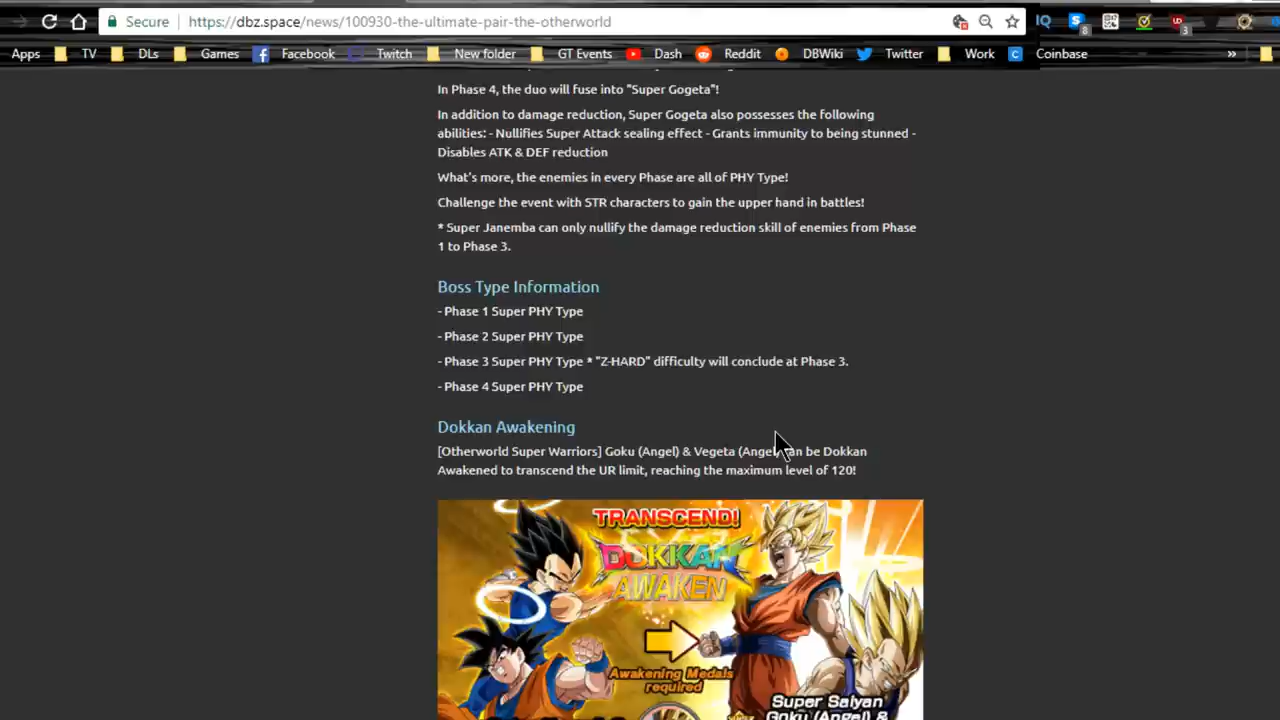 Secure https://dbz.space/news/100930-the-ultimate-pair-the-otherworld IQ 8 3
Apps TV DLs Games Facebook Twitch New folder GT Events Dash Reddit DBWiki Twitter Work Coinbase »
In Phase 4, the duo will fuse into "Super Gogeta"!
In addition to damage reduction, Super Gogeta also possesses the following
abilities: - Nullifies Super Attack sealing effect - Grants immunity to being stunned -
Disables ATK & DEF reduction
What's more, the enemies in every Phase are all of PHY Type!
Challenge the event with STR characters to gain the upper hand in battles!
* Super Janemba can only nullify the damage reduction skill of enemies from Phase
1 to Phase 3.
Boss Type Information
- Phase 1 Super PHY Type
- Phase 2 Super PHY Type
- Phase 3 Super PHY Type * "Z-HARD" difficulty will conclude at Phase 3.
- Phase 4 Super PHY Type
Dokkan Awakening
[Otherworld Super Warriors] Goku (Angel) & Vegeta (Angel) can be Dokkan
Awakened to transcend the UR limit, reaching the maximum level of 120!
TRANSCEND!
DOKKAN
AWAKEN
Awakening Medals
required
Super Saiyan
Goku (Angel) &